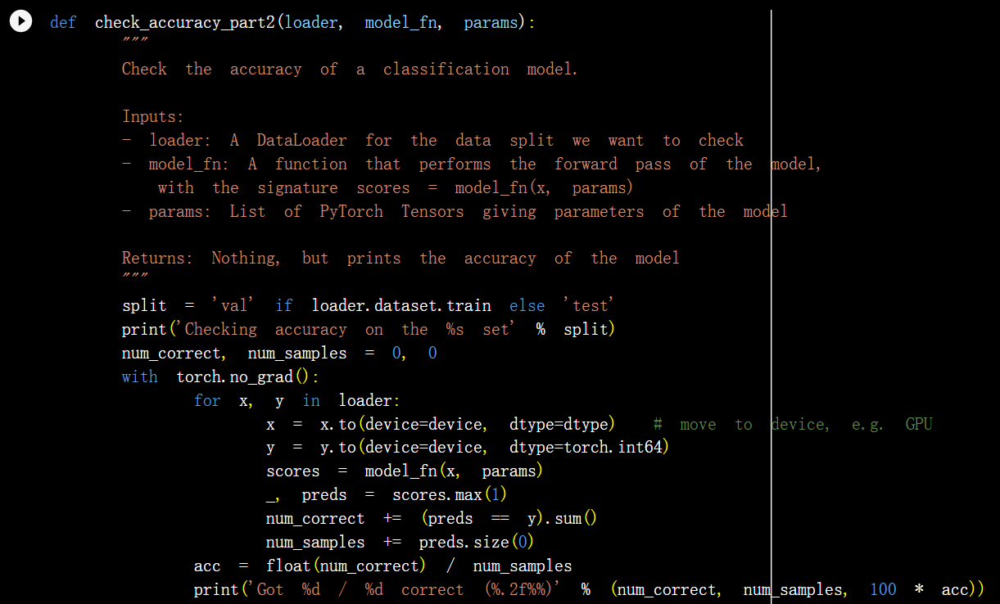 def check_accuracy_part2(loader, model_fn, params):
    """
    Check the accuracy of a classification model.

    Inputs:
    - loader: A DataLoader for the data split we want to check
    - model_fn: A function that performs the forward pass of the model,
      with the signature scores = model_fn(x, params)
    - params: List of PyTorch Tensors giving parameters of the model

    Returns: Nothing, but prints the accuracy of the model
    """
    split = 'val' if loader.dataset.train else 'test'
    print('Checking accuracy on the %s set' % split)
    num_correct, num_samples = 0, 0
    with torch.no_grad():
        for x, y in loader:
            x = x.to(device=device, dtype=dtype)  # move to device, e.g. GPU
            y = y.to(device=device, dtype=torch.int64)
            scores = model_fn(x, params)
            _, preds = scores.max(1)
            num_correct += (preds == y).sum()
            num_samples += preds.size(0)
        acc = float(num_correct) / num_samples
        print('Got %d / %d correct (%.2f%%)' % (num_correct, num_samples, 100 * acc))